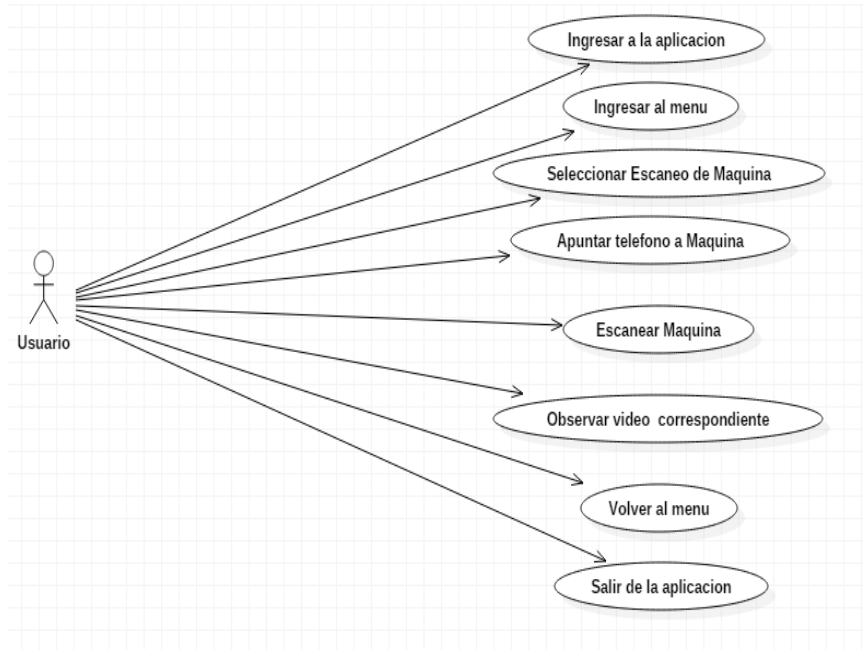 Ingresar a la aplicacion
Ingresar al menu
Seleccionar Escaneo de Maquina
Apuntar telefono a Maquina
Escanear Maquina
Usuario
Observar video correspondiente
Volver al menu
Salir de la aplicacion